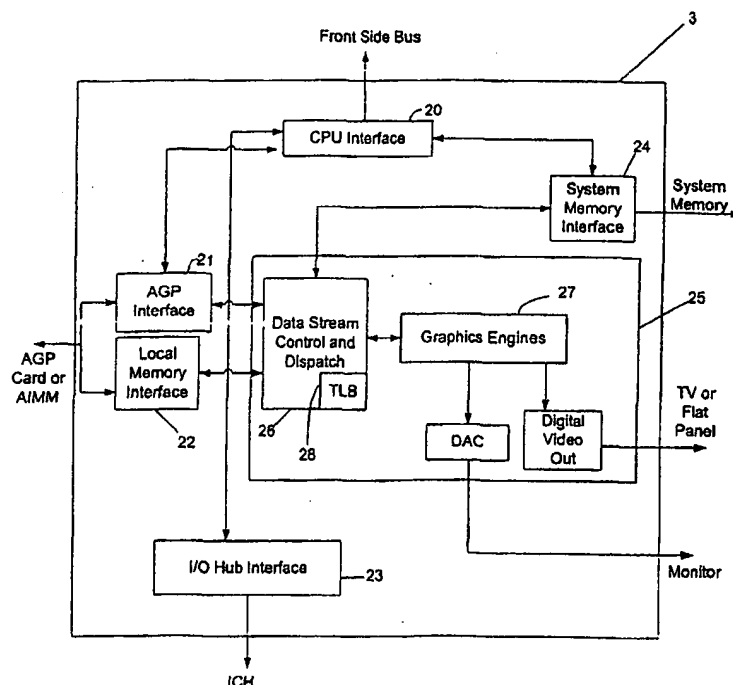 3
Front Side Bus
20
CPU Interface
24
System
Memory
Interface
System
Memory
21
AGP
Interface
25
27
Data Stream
Control and
Dispatch
Graphics Engines
AGP
Card or
AIMM
Local
Memory
Interface
TLB
22
26
28
DAC
Digital
Video
Out
TV or
Flat
Panel
I/O Hub Interface
23
Monitor
ICH